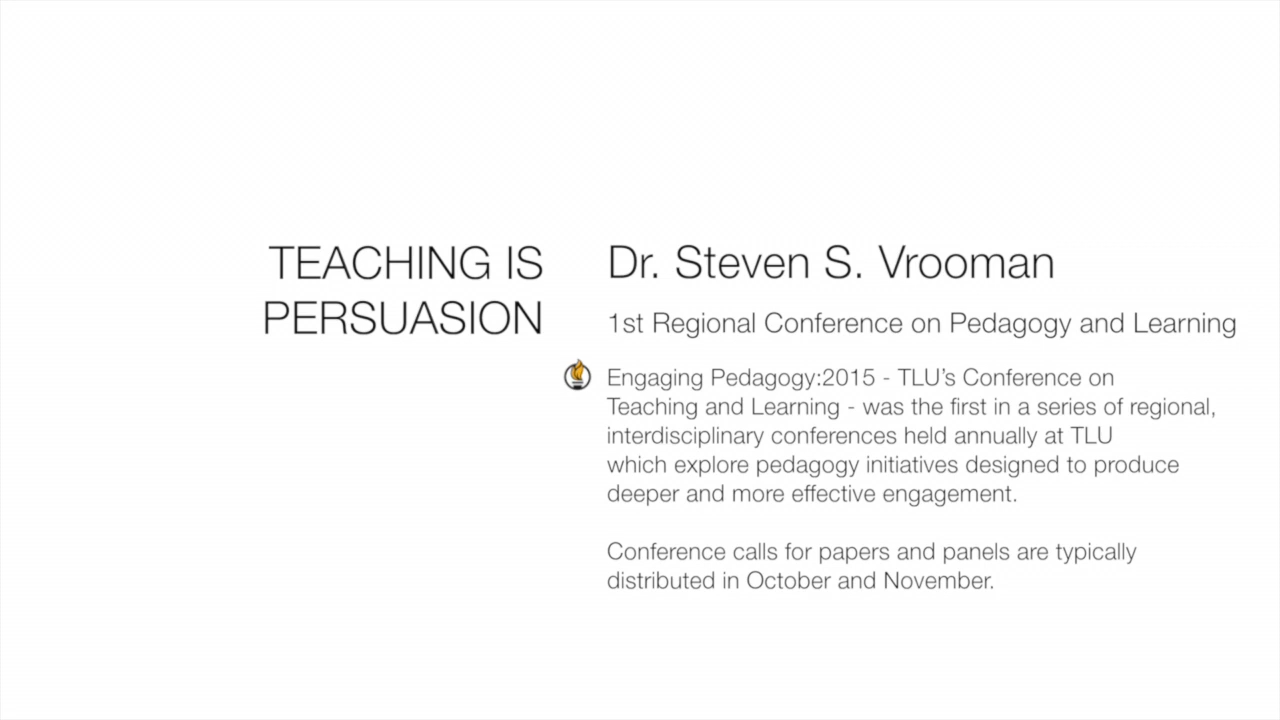 TEACHING IS
PERSUASION
Dr. Steven S. Vrooman
1st Regional Conference on Pedagogy and Learning
Engaging Pedagogy:2015 - TLU’s Conference on
Teaching and Learning - was the first in a series of regional,
interdisciplinary conferences held annually at TLU
which explore pedagogy initiatives designed to produce
deeper and more effective engagement.
Conference calls for papers and panels are typically
distributed in October and November.